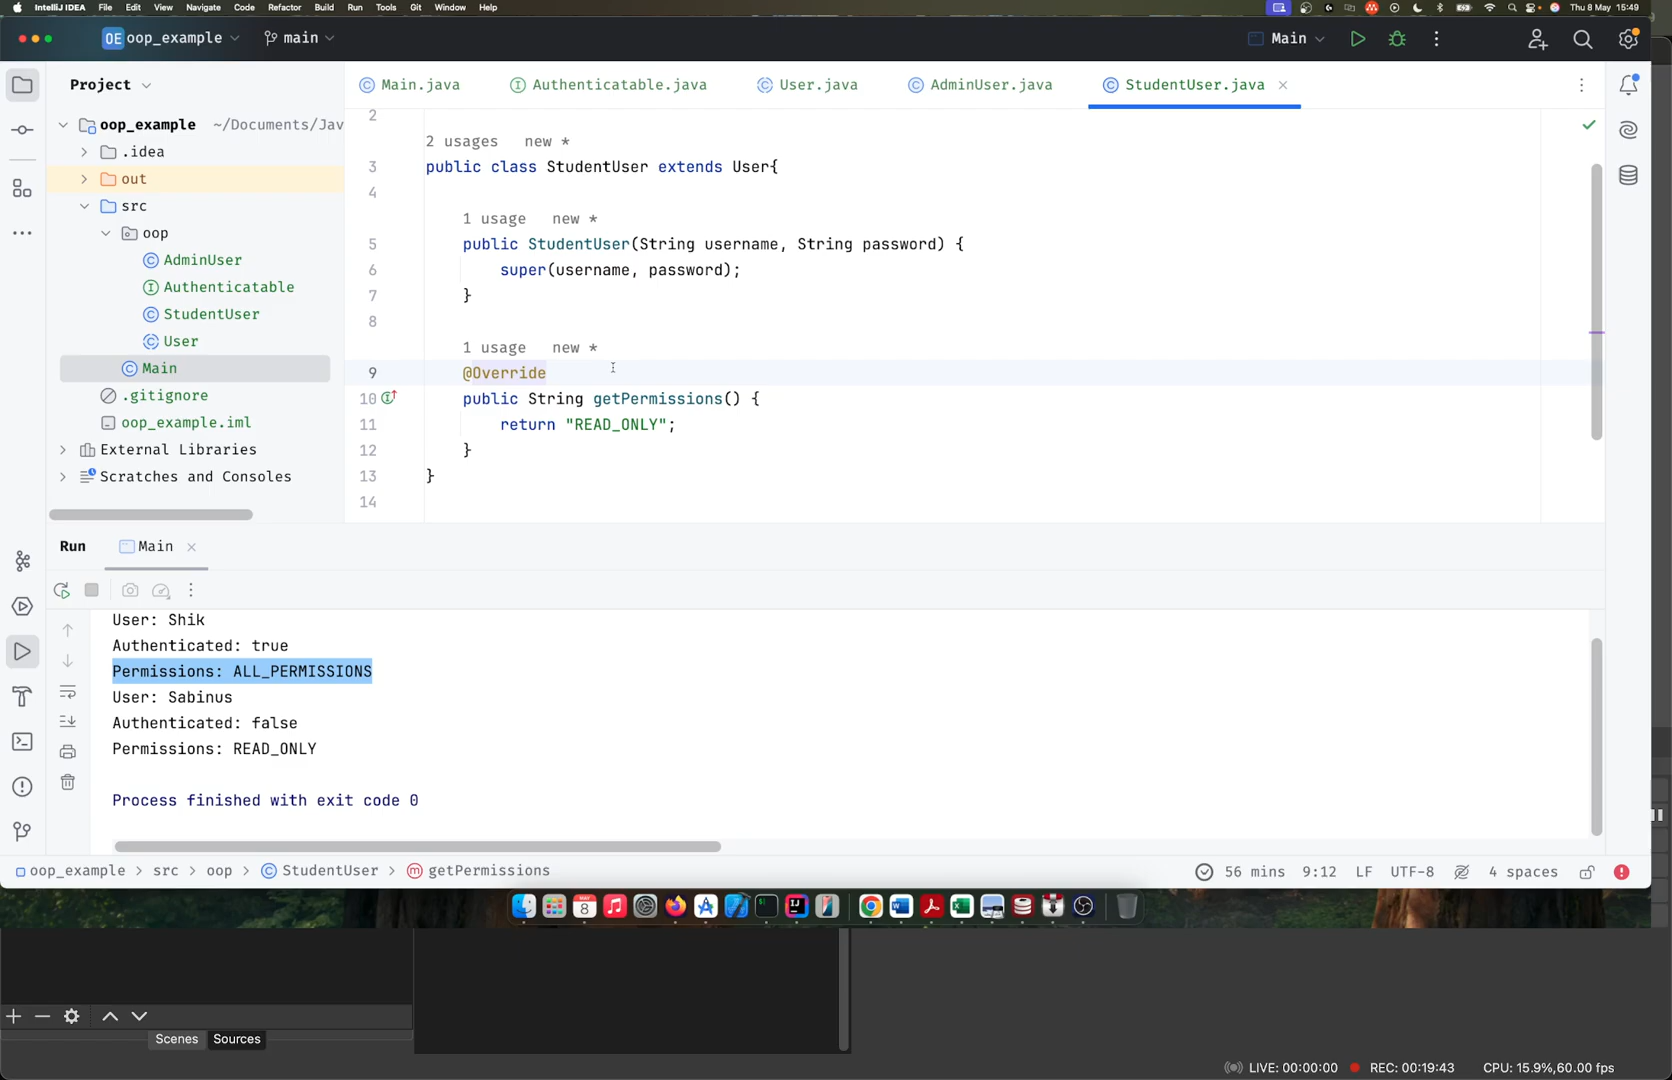 IntelliJ IDEA File Edit View Navigate Code Refactor Build Run Tools Git Window Help Thu 8 May 15:49
OE oop_example main Main
Project
Main.java Authenticatable.java User.java AdminUser.java StudentUser.java
oop_example ~/Documents/Jav
.idea
out
src
oop
AdminUser
Authenticatable
StudentUser
User
Main
.gitignore
oop_example.iml
External Libraries
Scratches and Consoles
2
2 usages new *
3 public class StudentUser extends User{
4
1 usage new *
5 public StudentUser(String username, String password) {
6 super(username, password);
7 }
8
1 usage new *
9 @Override
10 public String getPermissions() {
11 return "READ_ONLY";
12 }
13 }
14
Run Main
User: Shik
Authenticated: true
Permissions: ALL_PERMISSIONS
User: Sabinus
Authenticated: false
Permissions: READ_ONLY
Process finished with exit code 0
oop_example > src > oop > StudentUser > getPermissions 56 mins 9:12 LF UTF-8 4 spaces
Scenes Sources
LIVE: 00:00:00 REC: 00:19:43 CPU: 15.9%,60.00 fps